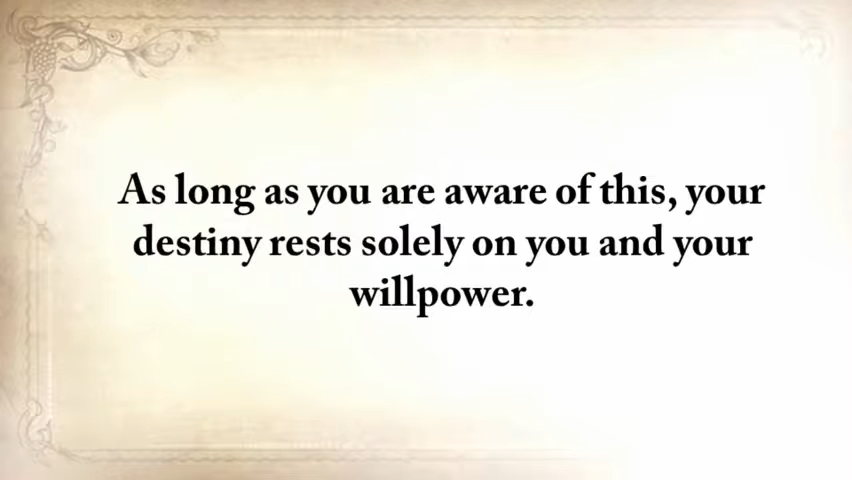 As long as you are aware of this, your
destiny rests solely on you and your
willpower.